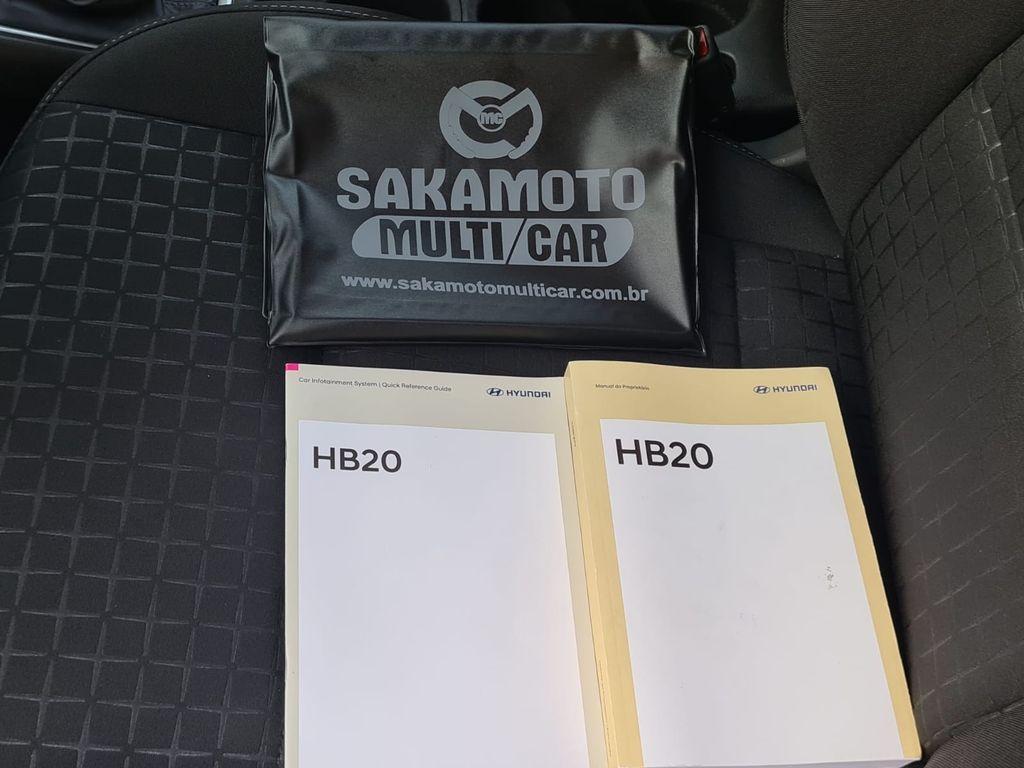 MC
SAKAMOTO
MULTI/CAR
www.sakamotomulticar.com.br
Car Infotainment System | Quick Reference Guide
HYUNDAI
HB20
Manual do Proprietário
HYUNDAI
HB20